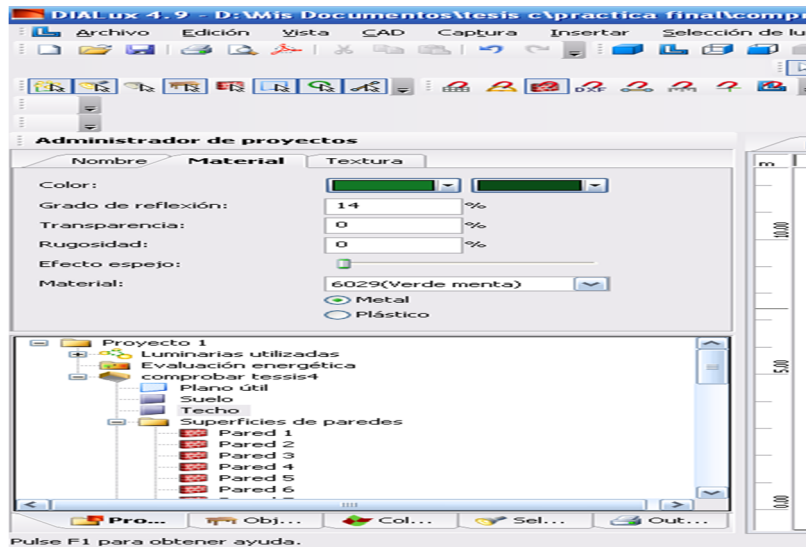 DIALux 4.9 - D:\Mis Documentos\tesis c\practica final\comp
Archivo Edición Vista CAD Captura Insertar Selección de lu
DXF
Administrador de proyectos
Nombre Material Textura
m
Color:
Grado de reflexión: 14 %
Transparencia: 0 %
Rugosidad: 0 %
Efecto espejo:
Material: 6029(Verde menta)
Metal
Plástico
10.00
Proyecto 1
Luminarias utilizadas
Evaluación energética
comprobar tessis4
Plano útil
Suelo
Techo
Superficies de paredes
Pared 1
Pared 2
Pared 3
Pared 4
Pared 5
Pared 6
5.00
0.00
Pro... Obj... Col... Sel... Out...
Pulse F1 para obtener ayuda.